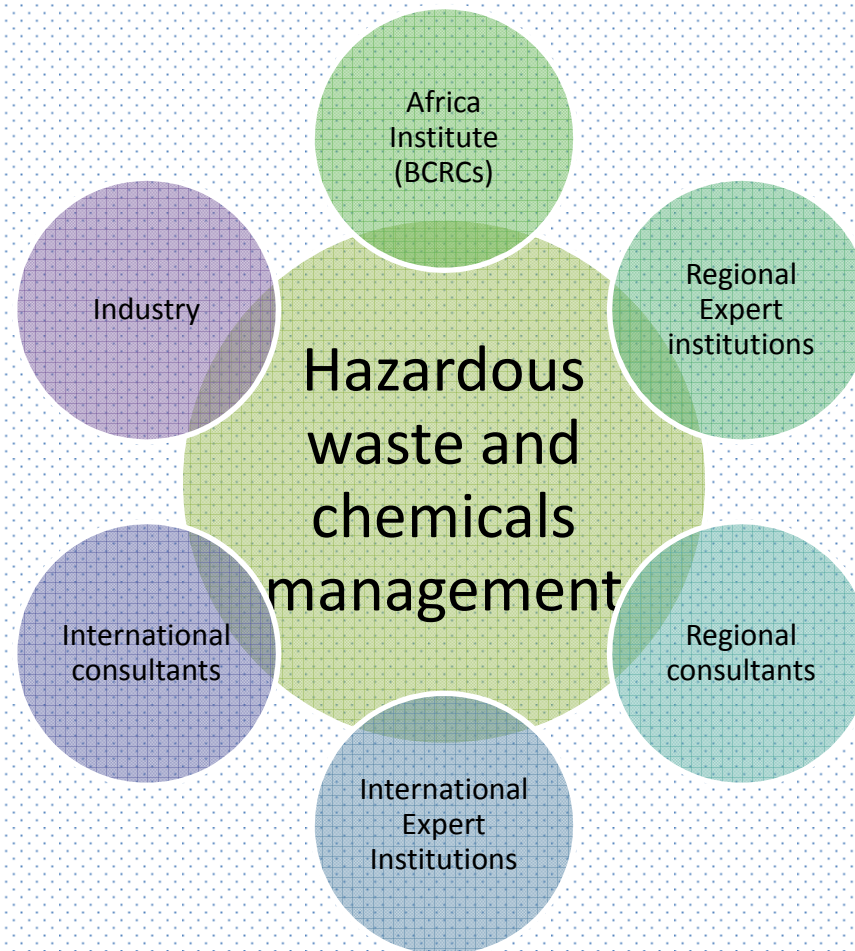 Africa
Institute
(BCRCs)
Regional
Expert
institutions
Industry
Hazardous
waste and
chemicals
management
International
consultants
Regional
consultants
International
Expert
Institutions